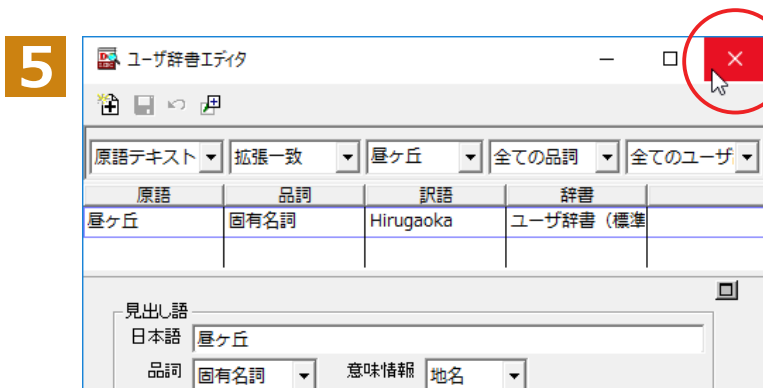 5
ユーザ辞書エディタ
原語テキスト 拡張一致 昼ケ丘 全ての品詞 全てのユーザ
原語 品詞 訳語 辞書
昼ケ丘 固有名詞 Hirugaoka ユーザ辞書（標準
見出し語
日本語 昼ケ丘
品詞 固有名詞 意味情報 地名